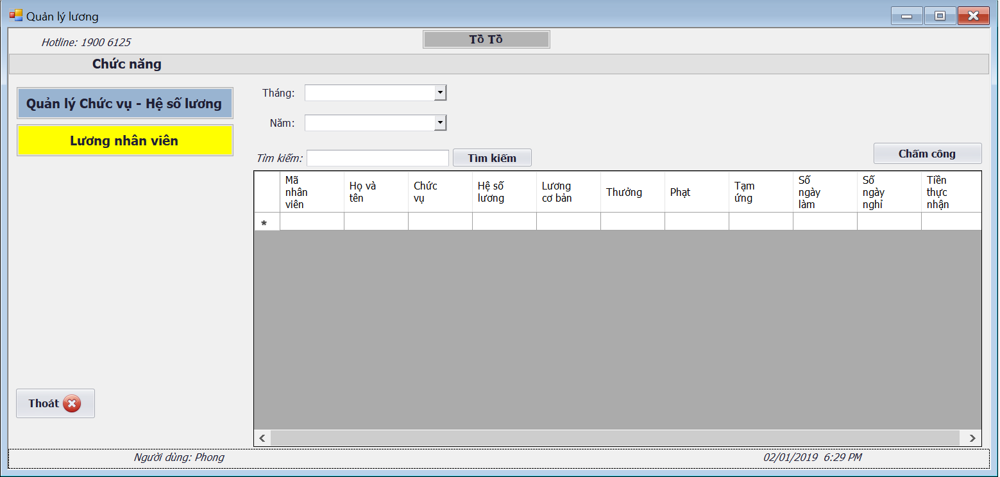 Quản lý lương
Hotline: 1900 6125
Tồ Tồ
Chức năng
Quản lý Chức vụ - Hệ số lương
Lương nhân viên
Tháng:
Năm:
Tìm kiếm:
Tìm kiếm
Chấm công
Mã
nhân
viên
Họ và
tên
Chức
vụ
Hệ số
lương
Lương
cơ bản
Thưởng
Phạt
Tạm
ứng
Số
ngày
làm
Số
ngày
nghỉ
Tiền
thực
nhận
*
Thoát
Người dùng: Phong
02/01/2019 6:29 PM